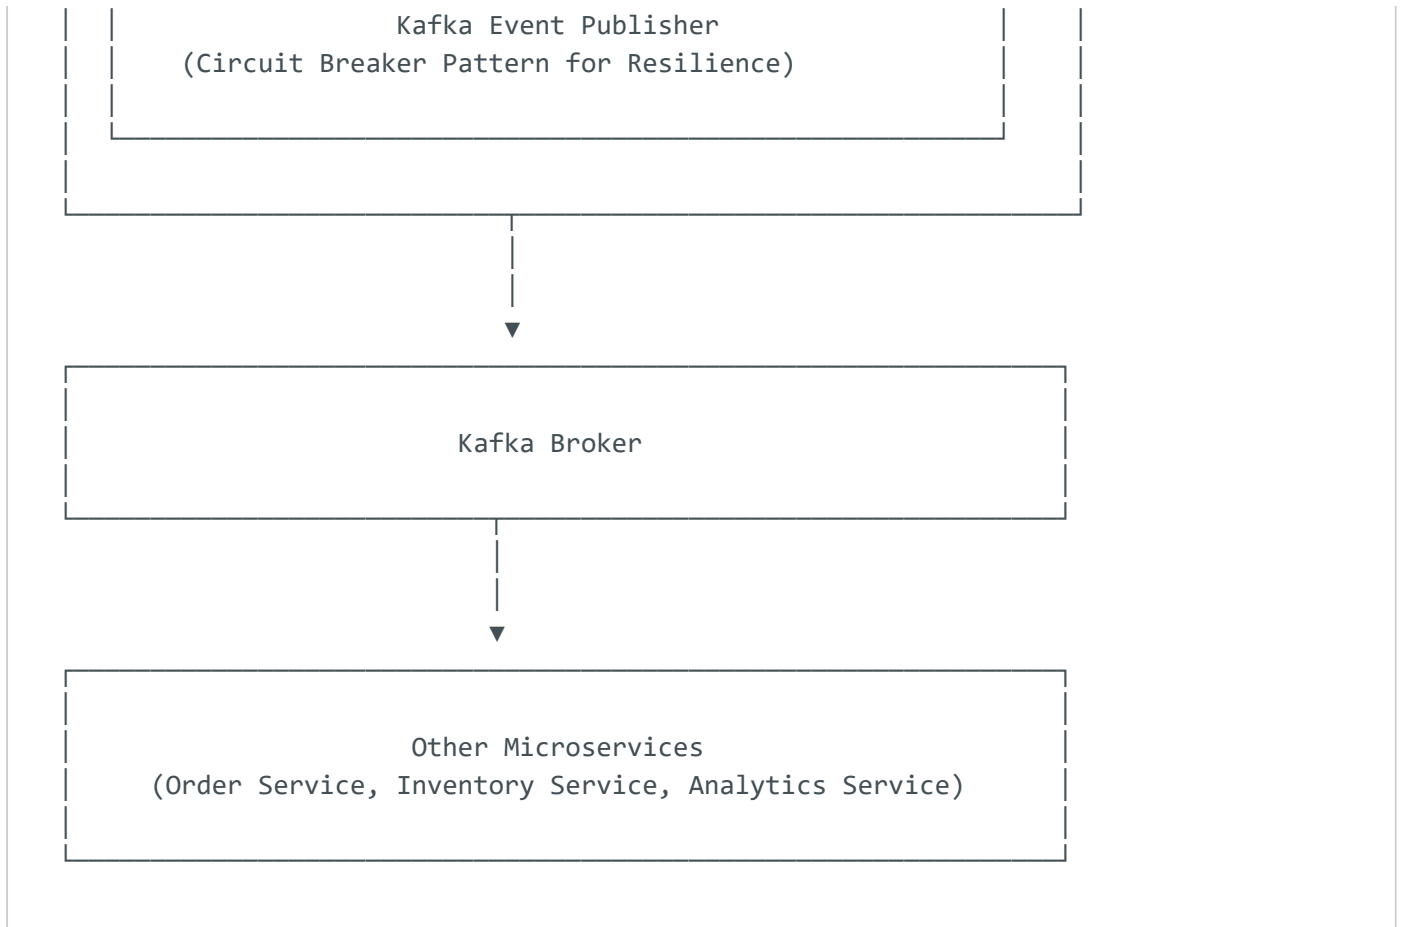 Kafka Event Publisher
(Circuit Breaker Pattern for Resilience)
Kafka Broker
Other Microservices
(Order Service, Inventory Service, Analytics Service)